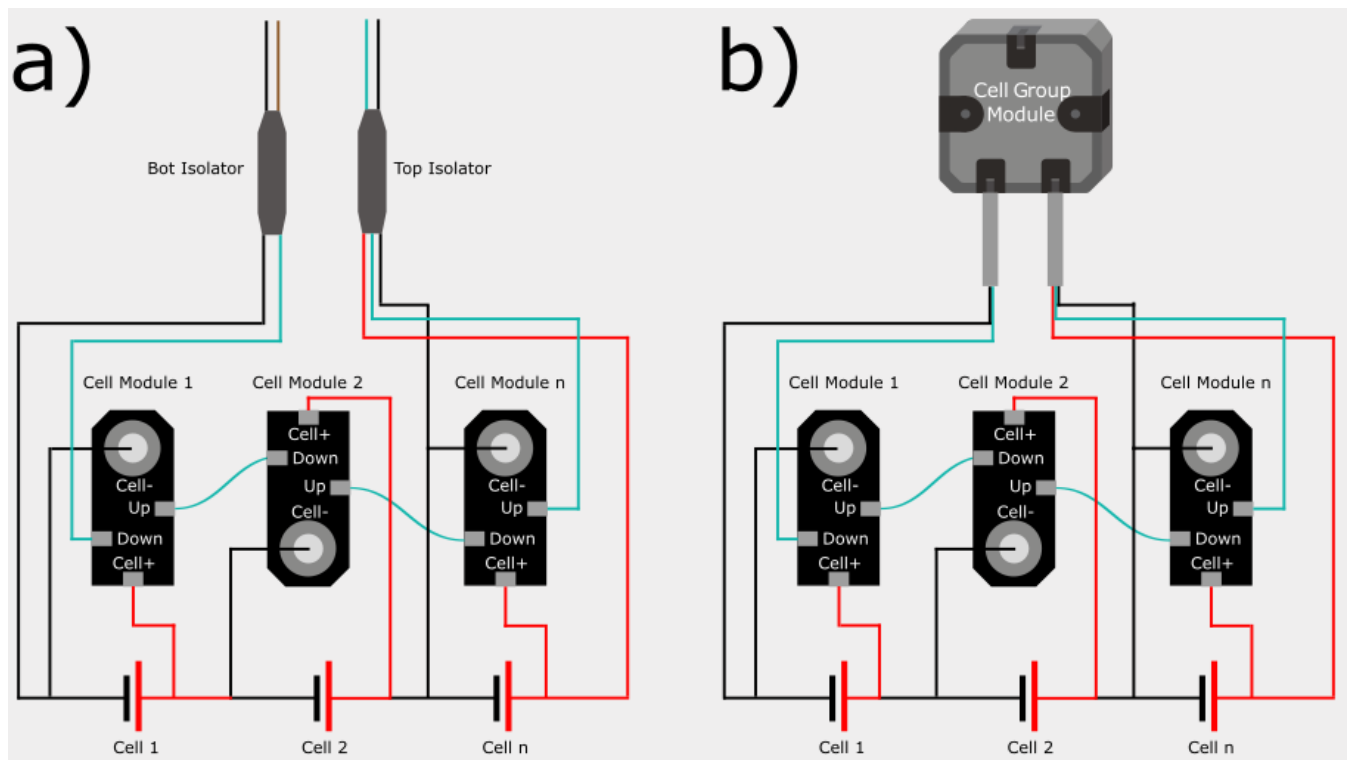 a)
Bot Isolator
Top Isolator
Cell Module 1
Cell Module 2
Cell Module n
Cell-
Up
Down
Cell+
Cell+
Down
Up
Cell-
Cell-
Up
Down
Cell+
Cell 1
Cell 2
Cell n
b)
Cell Group
Module
Cell Module 1
Cell Module 2
Cell Module n
Cell-
Up
Down
Cell+
Cell+
Down
Up
Cell-
Cell-
Up
Down
Cell+
Cell 1
Cell 2
Cell n